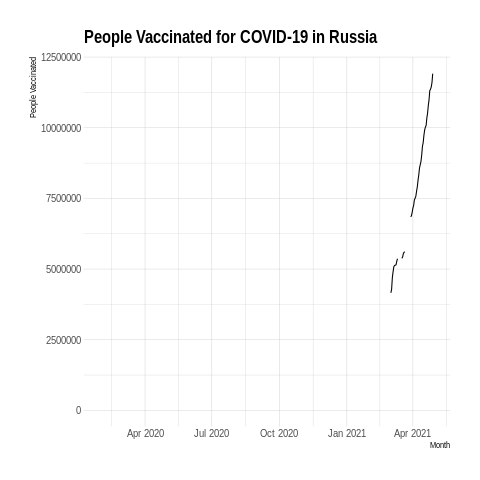 People Vaccinated for COVID-19 in Russia
People Vaccinated
12500000
10000000
7500000
5000000
2500000
0
Apr 2020 Jul 2020 Oct 2020 Jan 2021 Apr 2021
Month